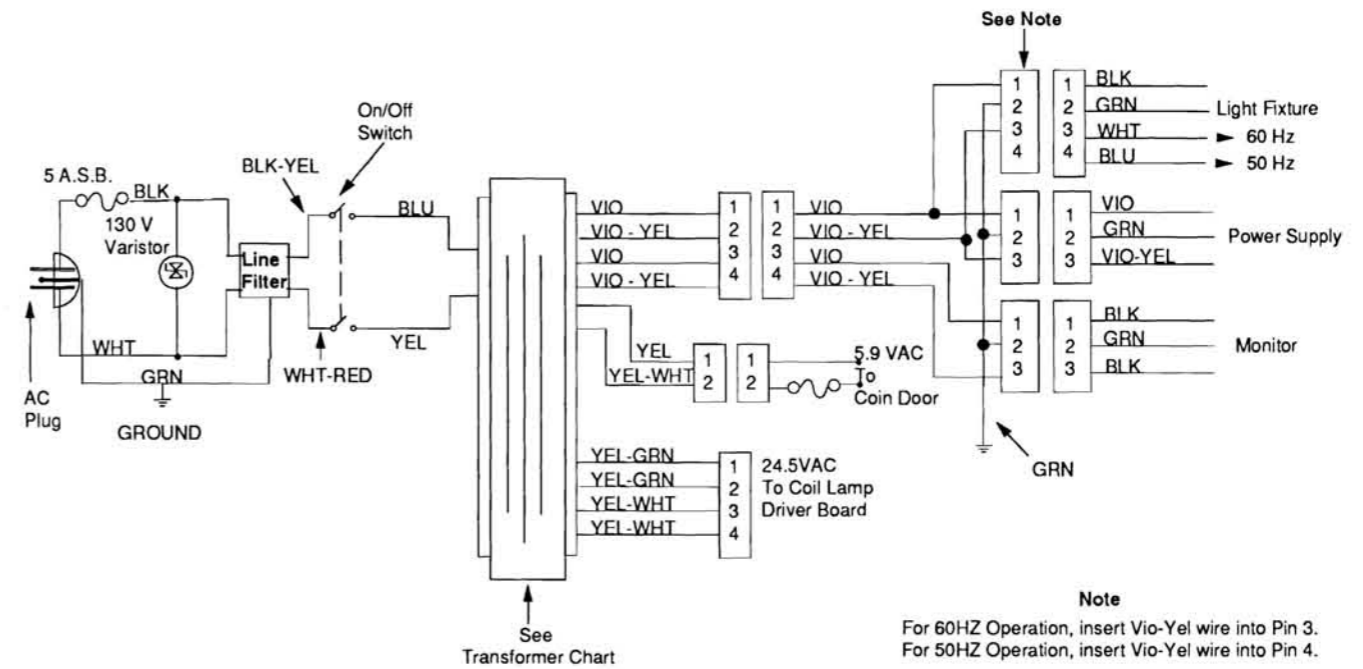 See Note
On/Off
Switch
BLK-YEL
5 A.S.B.
BLK
130 V
Varistor
Line
Filter
BLU
YEL
WHT-RED
WHT
GRN
AC
Plug
GROUND
VIO
VIO - YEL
VIO
VIO - YEL
1
2
3
4
1
2
3
4
VIO
VIO - YEL
VIO
VIO - YEL
YEL
YEL-WHT
1
2
1
2
5.9 VAC
To
Coin Door
YEL-GRN
YEL-GRN
YEL-WHT
YEL-WHT
1
2
3
4
24.5VAC
To Coil Lamp
Driver Board
See
Transformer Chart
1
2
3
4
1
2
3
4
BLK
GRN
WHT
BLU
Light Fixture
60 Hz
50 Hz
1
2
3
1
2
3
VIO
GRN
VIO-YEL
Power Supply
1
2
3
1
2
3
BLK
GRN
BLK
Monitor
GRN
Note
For 60HZ Operation, insert Vio-Yel wire into Pin 3.
For 50HZ Operation, insert Vio-Yel wire into Pin 4.